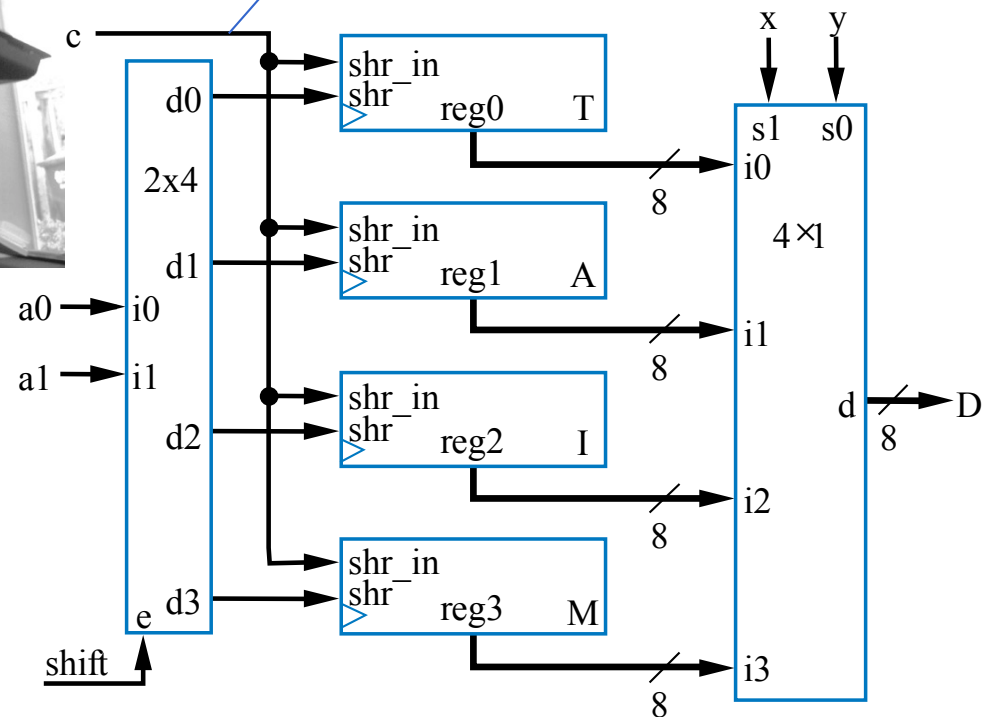 c
x
y
d0
2x4
d1
a0
i0
a1
i1
d2
d3
e
shift
shr_in
shr
reg0
T
8
shr_in
shr
reg1
A
8
shr_in
shr
reg2
I
8
shr_in
shr
reg3
M
8
s1
s0
i0
4×1
i1
d
D
8
i2
i3